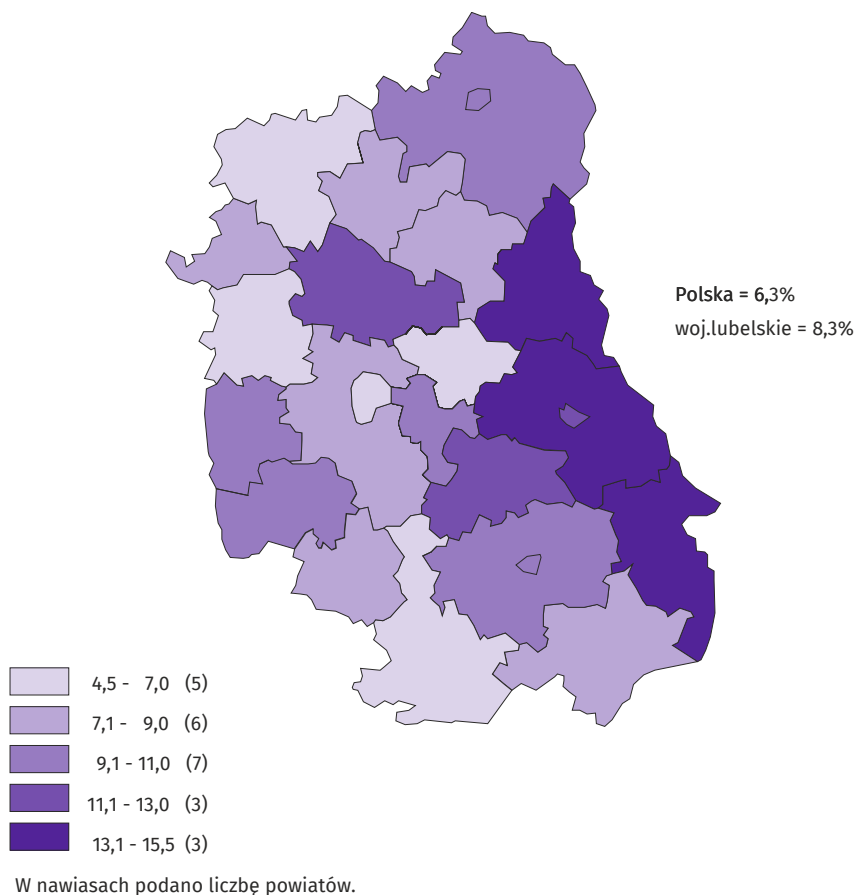 Polska = 6,3%
woj.lubelskie = 8,3%
4,5 - 7,0 (5)
7,1 - 9,0 (6)
9,1 - 11,0 (7)
11,1 - 13,0 (3)
13,1 - 15,5 (3)
W nawiasach podano liczbę powiatów.